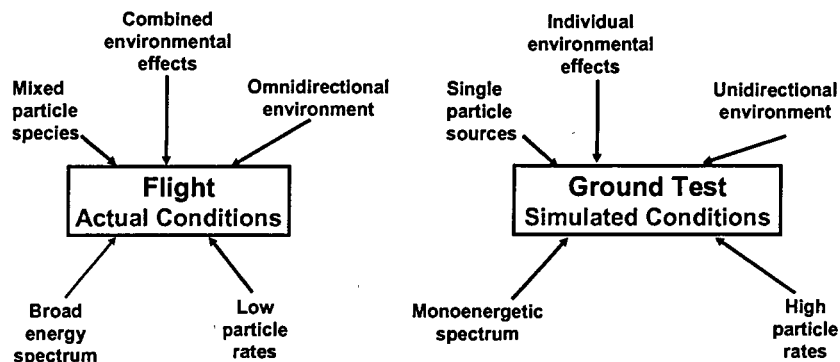 Combined
environmental
effects
Mixed
particle
species
Omnidirectional
environment
Flight
Actual Conditions
Broad
energy
spectrum
Low
particle
rates
Individual
environmental
effects
Single
particle
sources
Unidirectional
environment
Ground Test
Simulated Conditions
Monoenergetic
spectrum
High
particle
rates